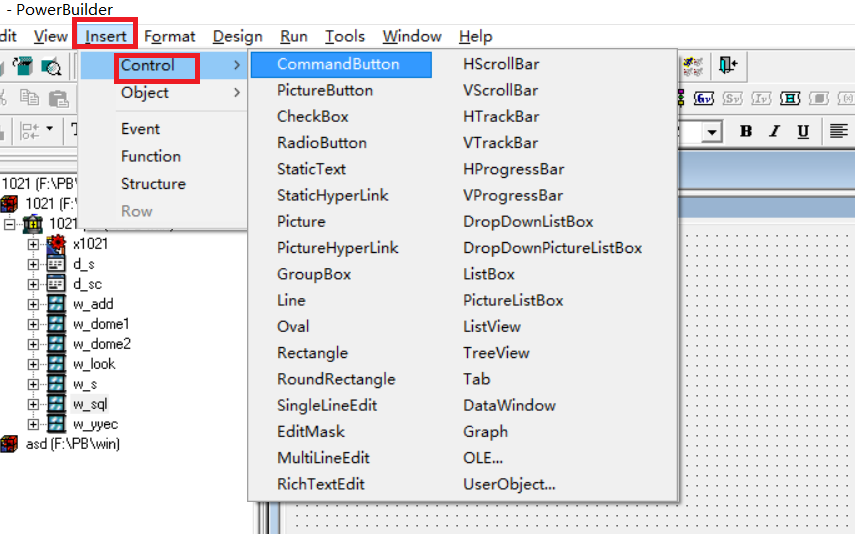 - PowerBuilder
dit View Insert Format Design Run Tools Window Help
Control
Object
Event
Function
Structure
Row
CommandButton
PictureButton
CheckBox
RadioButton
StaticText
StaticHyperLink
Picture
PictureHyperLink
GroupBox
Line
Oval
Rectangle
RoundRectangle
SingleLineEdit
EditMask
MultiLineEdit
RichTextEdit
HScrollBar
VScrollBar
HTrackBar
VTrackBar
HProgressBar
VProgressBar
DropDownListBox
DropDownPictureListBox
ListBox
PictureListBox
ListView
TreeView
Tab
DataWindow
Graph
OLE...
UserObject...
B I U
1021 (F:\PB\
1021 (F:\
1021
x1021
d_s
d_sc
w_add
w_dome1
w_dome2
w_look
w_s
w_sql
w_yyec
asd (F:\PB\win)